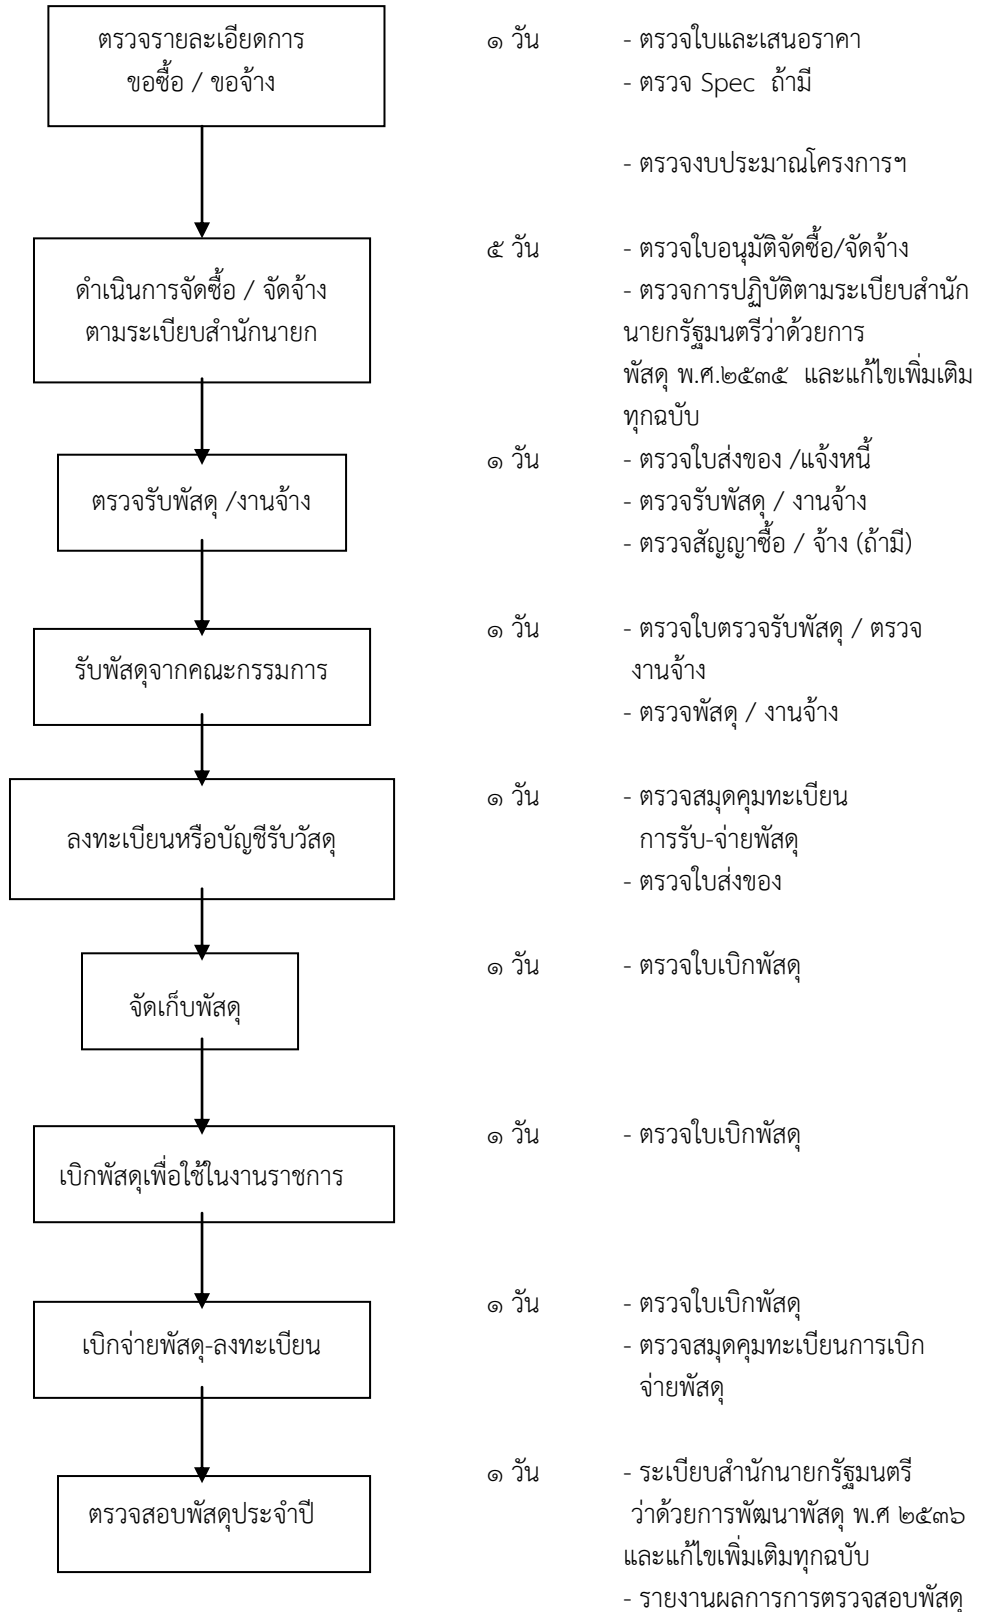 ตรวจรายละเอียดการ
ขอซื้อ / ขอจ้าง
๑ วัน
- ตรวจใบและเสนอราคา
- ตรวจ Spec ถ้ามี
- ตรวจงบประมาณโครงการฯ
ดำเนินการจัดซื้อ / จัดจ้าง
ตามระเบียบสำนักนายก
๕ วัน
- ตรวจใบอนุมัติจัดซื้อ/จัดจ้าง
- ตรวจการปฏิบัติตามระเบียบสำนัก
นายกรัฐมนตรีว่าด้วยการ
พัสดุ พ.ศ.๒๕๓๕ และแก้ไขเพิ่มเติม
ทุกฉบับ
ตรวจรับพัสดุ /งานจ้าง
๑ วัน
- ตรวจใบส่งของ /แจ้งหนี้
- ตรวจรับพัสดุ / งานจ้าง
- ตรวจสัญญาซื้อ / จ้าง (ถ้ามี)
รับพัสดุจากคณะกรรมการ
๑ วัน
- ตรวจใบตรวจรับพัสดุ / ตรวจ
งานจ้าง
- ตรวจพัสดุ / งานจ้าง
ลงทะเบียนหรือบัญชีรับวัสดุ
๑ วัน
- ตรวจสมุดคุมทะเบียน
การรับ-จ่ายพัสดุ
- ตรวจใบส่งของ
จัดเก็บพัสดุ
๑ วัน
- ตรวจใบเบิกพัสดุ
เบิกพัสดุเพื่อใช้ในงานราชการ
๑ วัน
- ตรวจใบเบิกพัสดุ
เบิกจ่ายพัสดุ-ลงทะเบียน
๑ วัน
- ตรวจใบเบิกพัสดุ
- ตรวจสมุดคุมทะเบียนการเบิก
จ่ายพัสดุ
ตรวจสอบพัสดุประจำปี
๑ วัน
- ระเบียบสำนักนายกรัฐมนตรี
ว่าด้วยการพัฒนาพัสดุ พ.ศ ๒๕๓๖
และแก้ไขเพิ่มเติมทุกฉบับ
- รายงานผลการการตรวจสอบพัสดุ